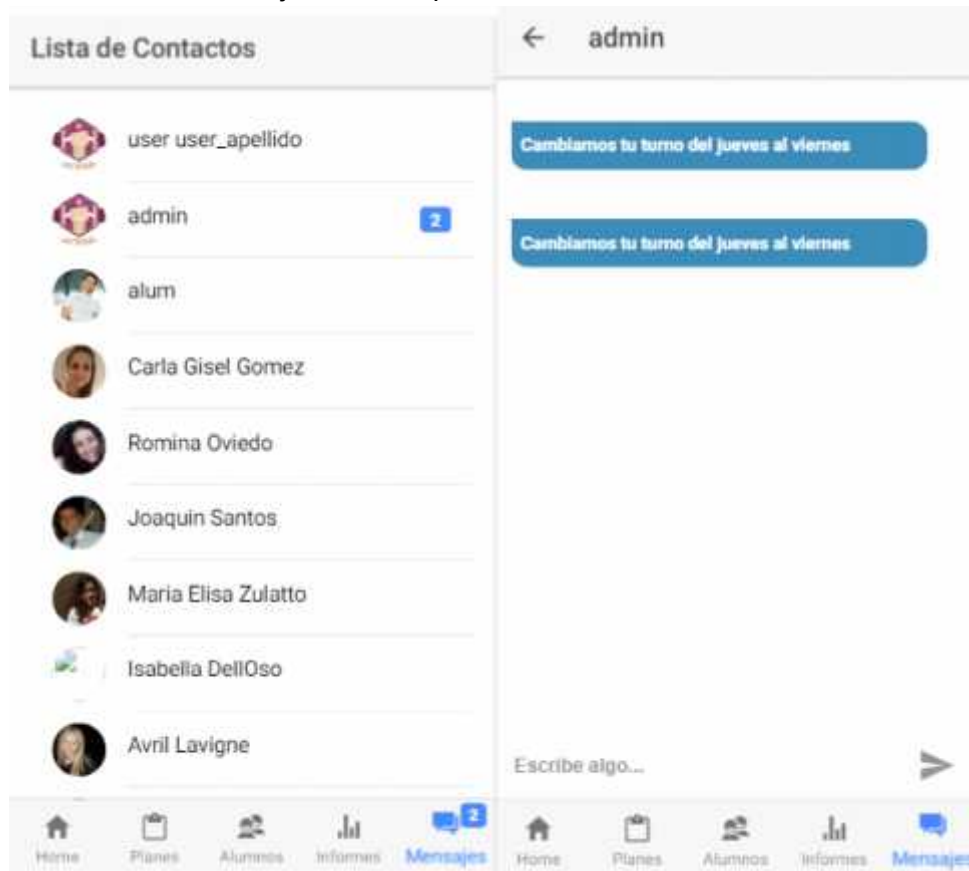 Lista de Contactos
user user_apellido
admin
2
alum
Carla Gisel Gomez
Romina Oviedo
Joaquin Santos
Maria Elisa Zulatto
Isabella DellOso
Avril Lavigne
Home
Planes
Alumnos
Informes
Mensajes
2
admin
Cambiamos tu turno del jueves al viernes
Cambiamos tu turno del jueves al viernes
Escribe algo...
Home
Planes
Alumnos
Informes
Mensajes